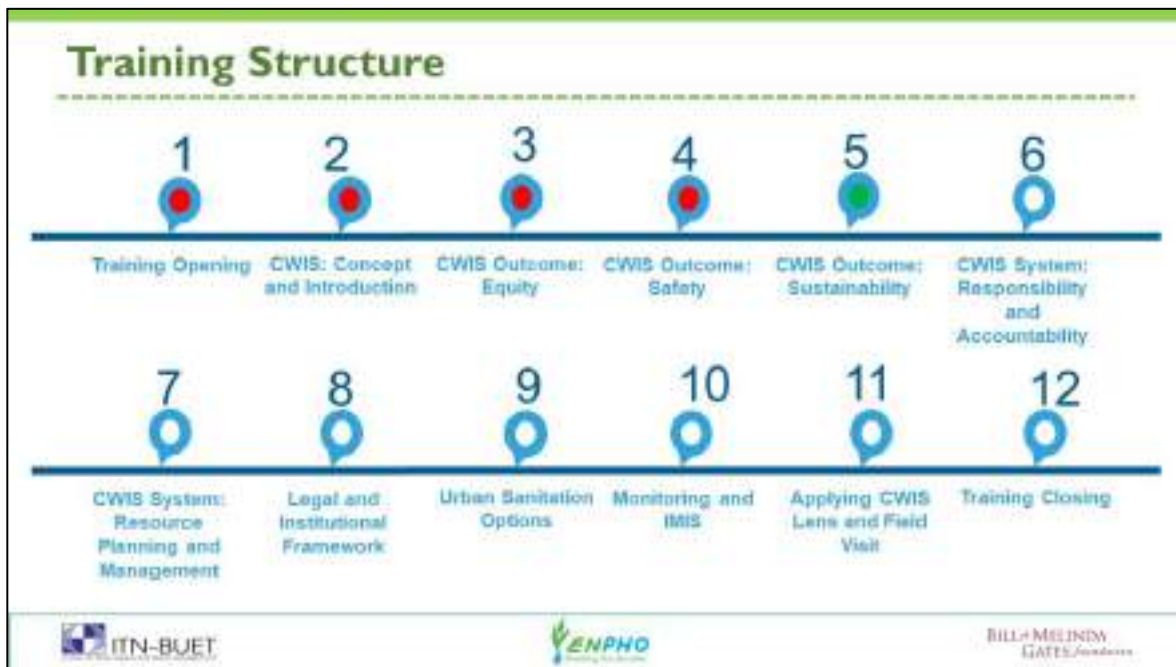 Training Structure
1 2 3 4 5 6
Training Opening
CWIS: Concept
and Introduction
CWIS Outcome:
Equity
CWIS Outcome:
Safety
CWIS Outcome:
Sustainability
CWIS System:
Responsibility
and
Accountability
7 8 9 10 11 12
CWIS System:
Resource
Planning and
Management
Legal and
Institutional
Framework
Urban Sanitation
Options
Monitoring and
IMIS
Applying CWIS
Lens and Field
Visit
Training Closing
ITN-BUET
ENPHO
BILL & MELINDA
GATES foundation